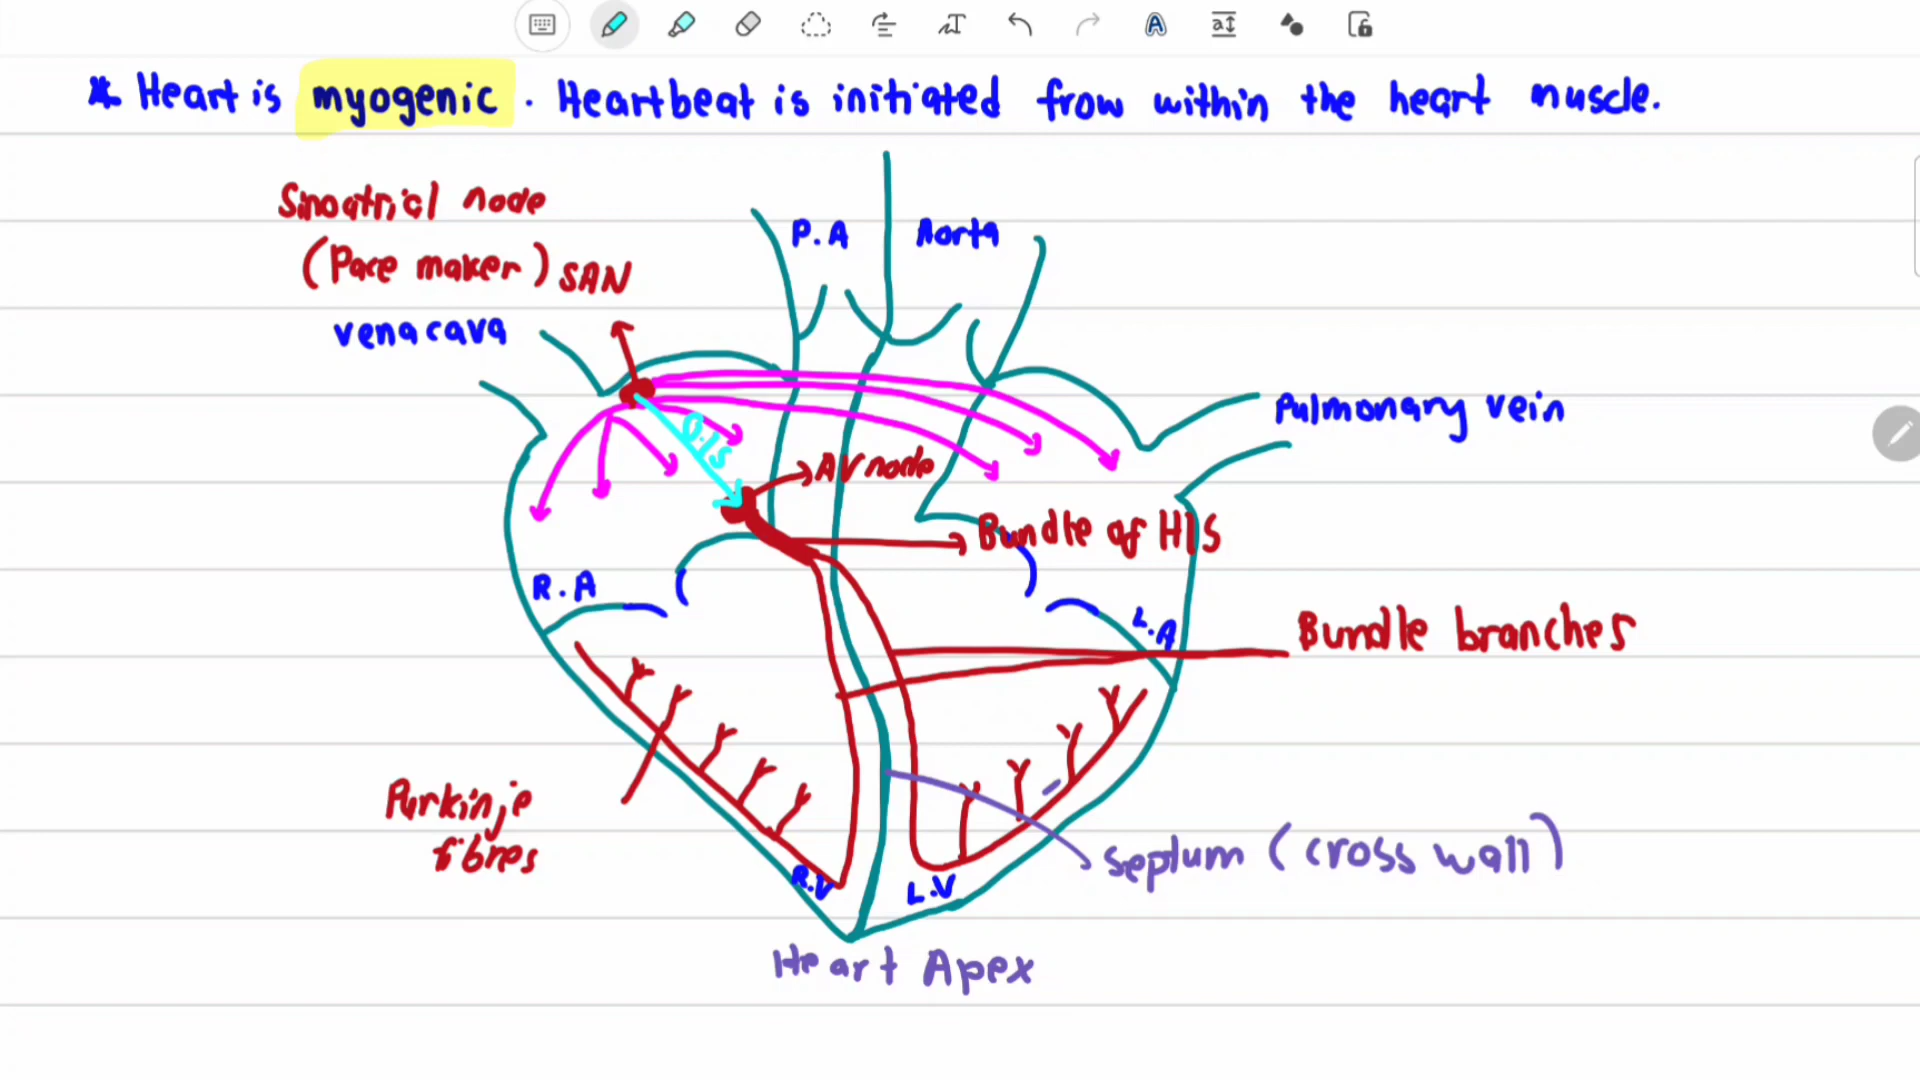 * Heart is myogenic. Heartbeat is initiated from within the heart muscle.
Sinoatrial node
(Pace maker) SAN
vena cava
P.A
Aorta
Pulmonary vein
0.1s
AV node
Bundle of HIS
R.A
L.A
Bundle branches
Purkinje
fibres
R.V
L.V
septum (cross wall)
Heart Apex